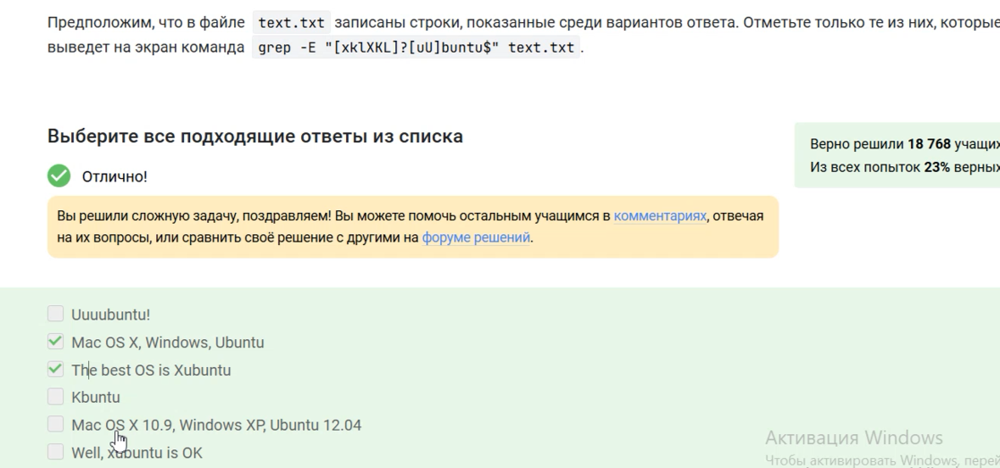 Предположим, что в файле text.txt записаны строки, показанные среди вариантов ответа. Отметьте только те из них, которые
выведет на экран команда grep -E "[xklXKL]?[uU]buntu$" text.txt.
Выберите все подходящие ответы из списка
Верно решили 18 768 учащих
Из всех попыток 23% верных
Отлично!
Вы решили сложную задачу, поздравляем! Вы можете помочь остальным учащимся в комментариях, отвечая
на их вопросы, или сравнить своё решение с другими на форуме решений.
Uuuubuntu!
Mac OS X, Windows, Ubuntu
The best OS is Xubuntu
Kbuntu
Mac OS X 10.9, Windows XP, Ubuntu 12.04
Well, xubuntu is OK
Активация Windows
Чтобы активировать Windows, перей